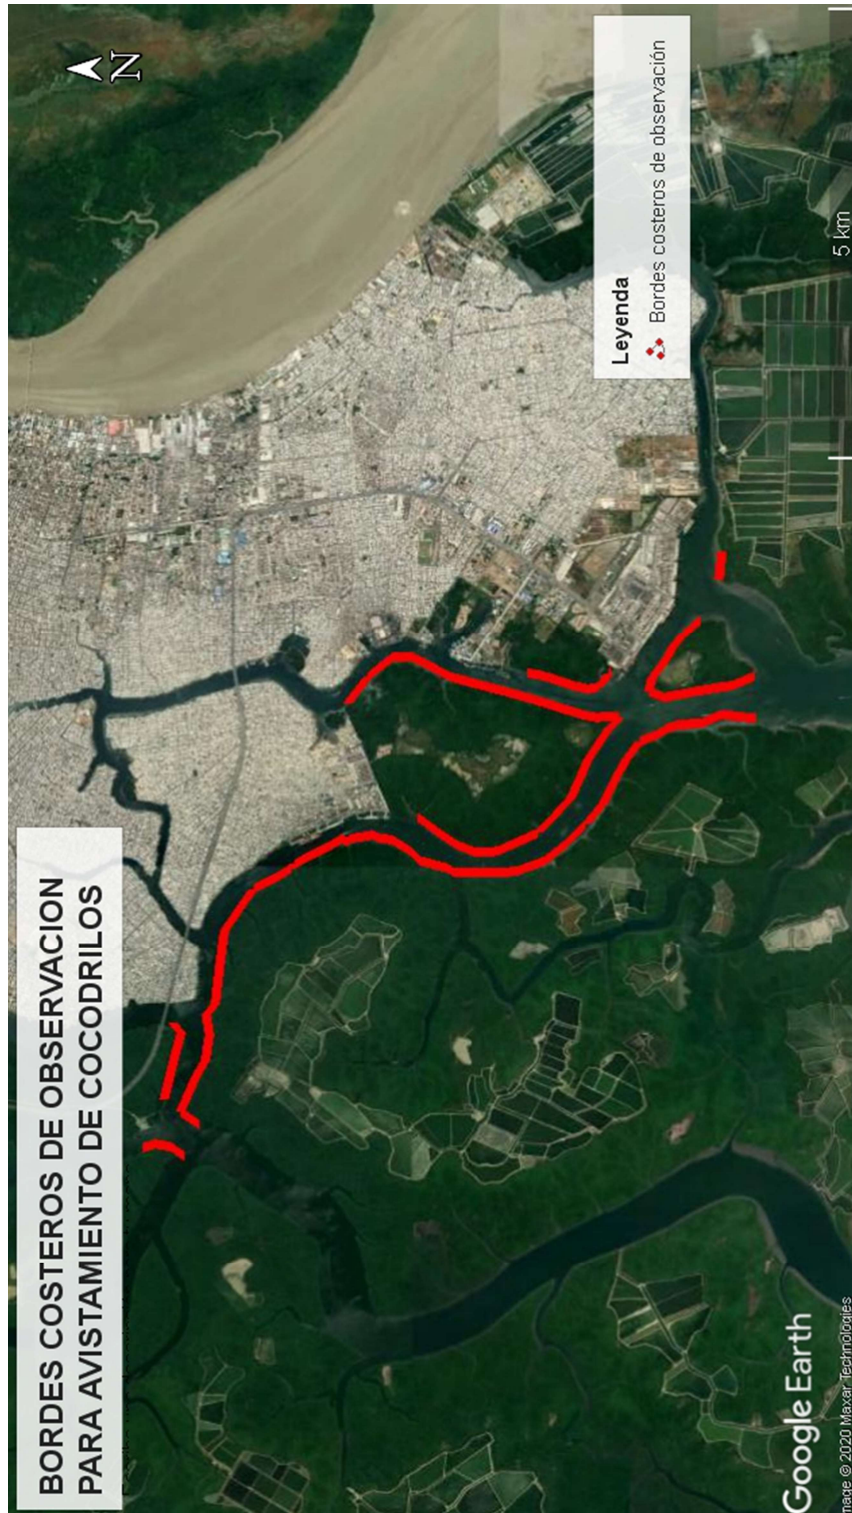 BORDES COSTEROS DE OBSERVACION
PARA AVISTAMIENTO DE COCODRILOS
N
Leyenda
Bordes costeros de observación
5 km
Google Earth
mage © 2020 Maxar Technologies